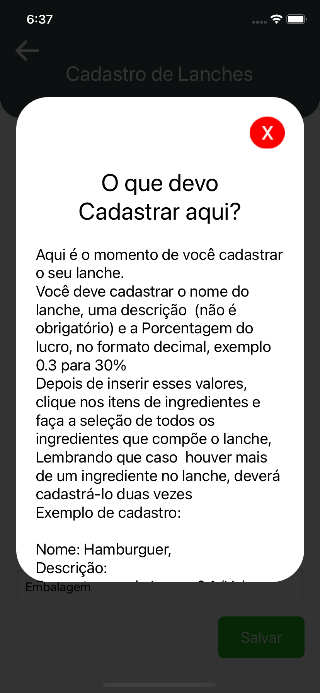 6:37
Cadastro de Lanches
X
O que devo
Cadastrar aqui?
Aqui é o momento de você cadastrar
o seu lanche.
Você deve cadastrar o nome do
lanche, uma descrição (não é
obrigatório) e a Porcentagem do
lucro, no formato decimal, exemplo
0.3 para 30%
Depois de inserir esses valores,
clique nos itens de ingredientes e
faça a seleção de todos os
ingredientes que compõe o lanche,
Lembrando que caso houver mais
de um ingrediente no lanche, deverá
cadastrá-lo duas vezes
Exemplo de cadastro:
Nome: Hamburguer,
Descrição:
Embalagem
Salvar